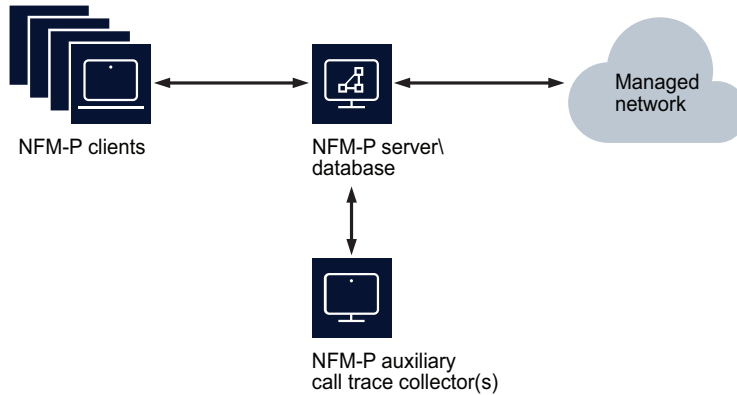 NFM-P clients
NFM-P server\
database
Managed
network
NFM-P auxiliary
call trace collector(s)